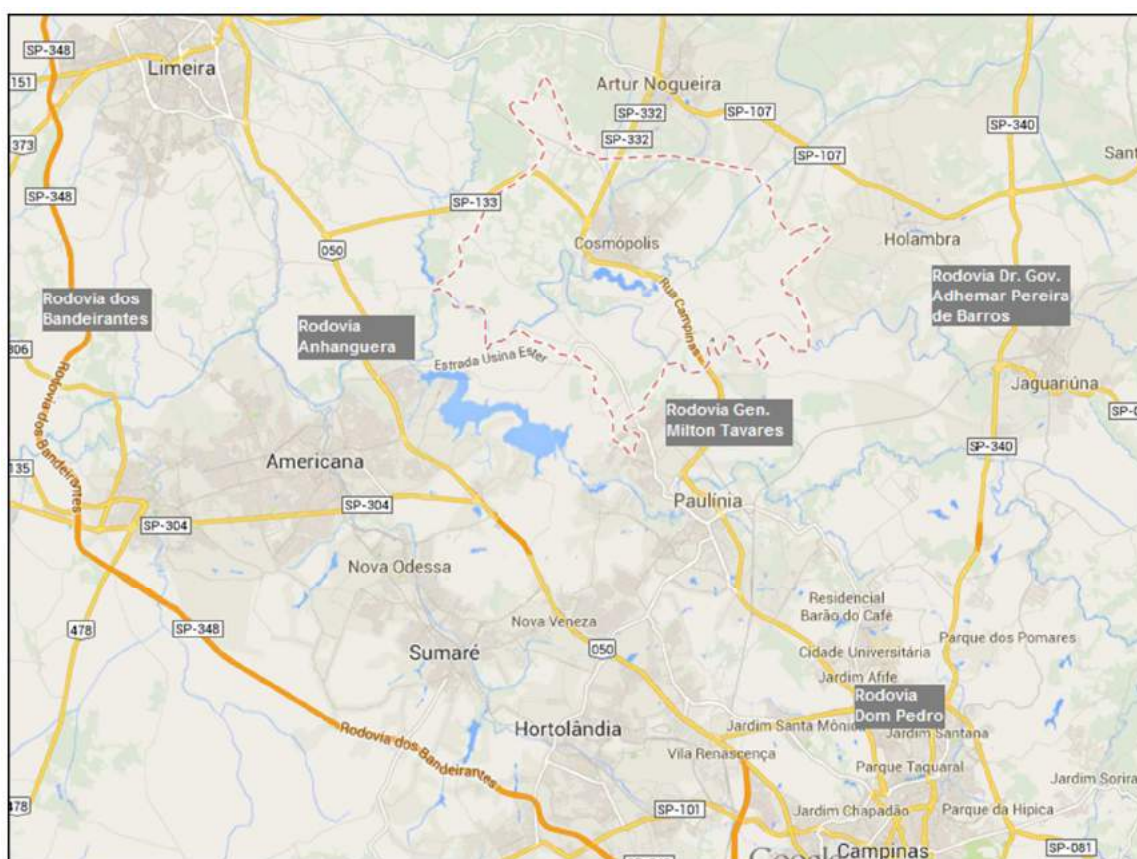 SP-348
Limeira
151
Artur Nogueira
SP-332
SP-107
SP-332
SP-340
373
SP-107
Sant
SP-348
SP-133
050
Cosmópolis
Holambra
Rodovia dos
Bandeirantes
Rodovia
Anhanguera
Rua Campinas
Rodovia Dr. Gov.
Adhemar Pereira
de Barros
306
Estrada Usina Ester
Jaguariúna
Rodovia dos Bandeirantes
Rodovia Gen.
Milton Tavares
SP-0
SP-340
Americana
135
SP-304
SP-304
Paulínia
Nova Odessa
Residencial
Barão do Café
478
SP-348
Nova Veneza
Parque dos Pomares
Sumaré
050
Cidade Universitária
Jardim Afife
Rodovia
Dom Pedro
Hortolândia
Jardim Santa Mônica
Jardim Santana
Rodovia dos Bandeirantes
Vila Renascença
Parque Taquaral
Jardim Sorira
478
SP-101
Jardim Chapadão
Parque da Hípica
Google
Campinas
SP-081